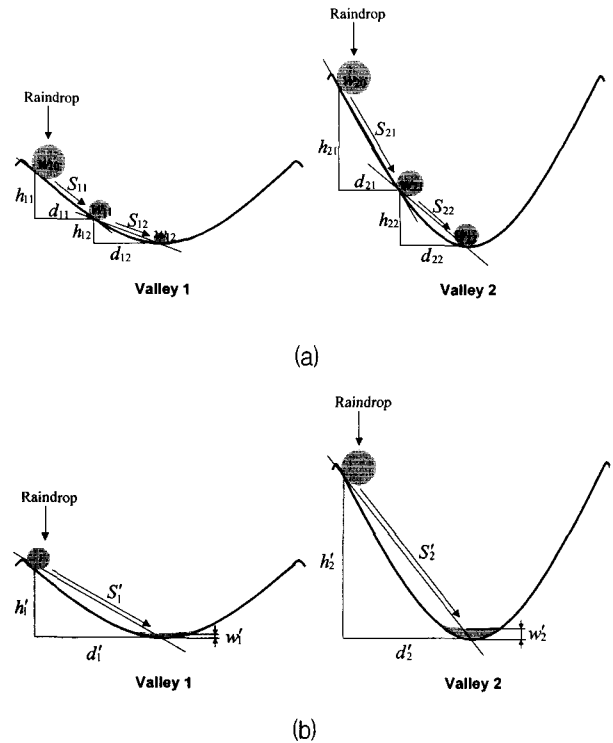 Raindrop
S₁₁
h₁₁
d₁₁
S₁₂
h₁₂
d₁₂
Valley 1
Raindrop
S₂₁
h₂₁
d₂₁
S₂₂
h₂₂
d₂₂
Valley 2
(a)
Raindrop
S′₁
h′₁
w′₁
d′₁
Valley 1
Raindrop
S′₂
h′₂
w′₂
d′₂
Valley 2
(b)